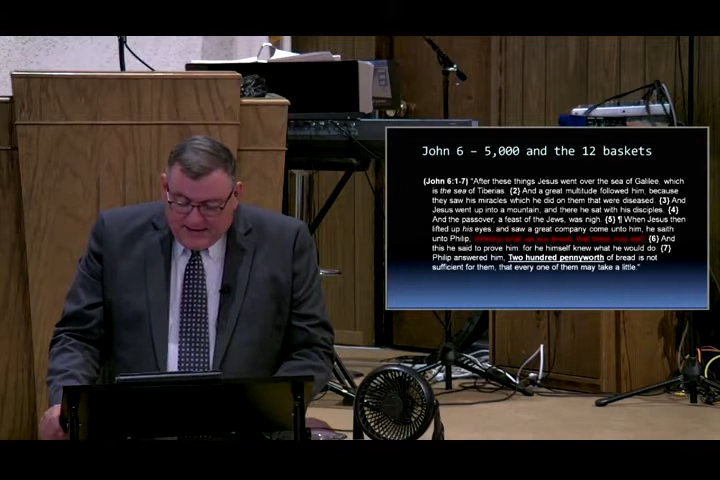 John 6 – 5,000 and the 12 baskets
(John 6:1-7) "After these things Jesus went over the sea of Galilee, which
is the sea of Tiberias. {2} And a great multitude followed him, because
they saw his miracles which he did on them that were diseased. {3} And
Jesus went up into a mountain, and there he sat with his disciples. {4}
And the passover, a feast of the Jews, was nigh. {5} ¶ When Jesus then
lifted up his eyes, and saw a great company come unto him, he saith
unto Philip, {6} And
this he said to prove him: for he himself knew what he would do. {7}
Philip answered him, Two hundred pennyworth of bread is not
sufficient for them, that every one of them may take a little."